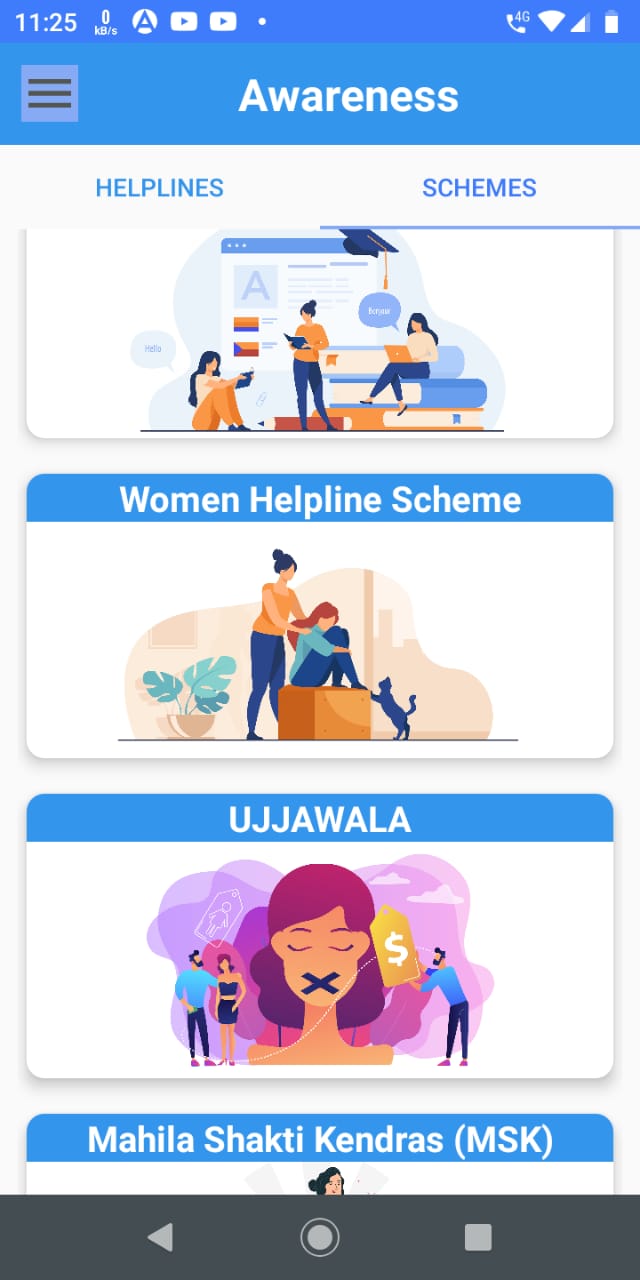 11:25
0
kB/s
4G
Awareness
HELPLINES
SCHEMES
A
Bonjour
Hello
Women Helpline Scheme
UJJAWALA
$
Mahila Shakti Kendras (MSK)